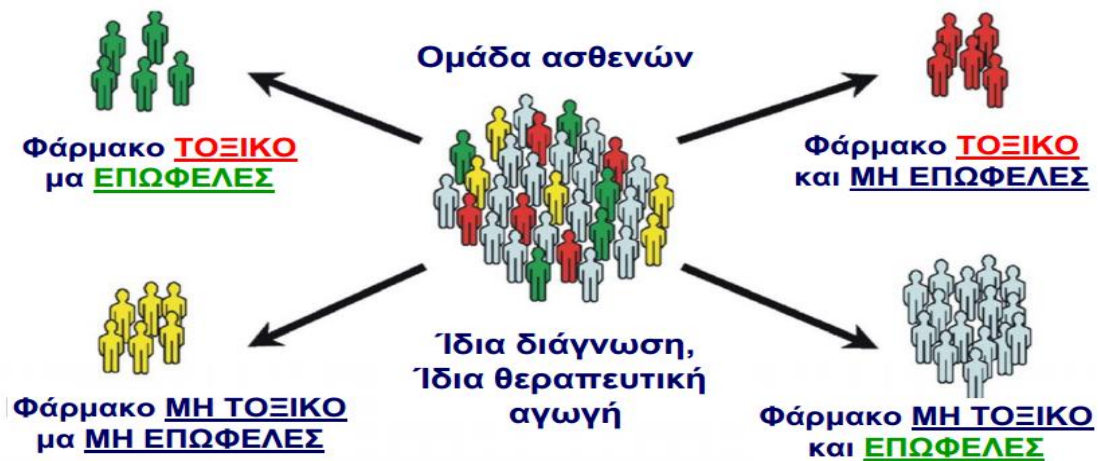 Ομάδα ασθενών
Φάρμακο ΤΟΞΙΚΟ
μα ΕΠΩΦΕΛΕΣ
Φάρμακο ΤΟΞΙΚΟ
και ΜΗ ΕΠΩΦΕΛΕΣ
Ίδια διάγνωση,
Ίδια θεραπευτική
αγωγή
Φάρμακο ΜΗ ΤΟΞΙΚΟ
μα ΜΗ ΕΠΩΦΕΛΕΣ
Φάρμακο ΜΗ ΤΟΞΙΚΟ
και ΕΠΩΦΕΛΕΣ